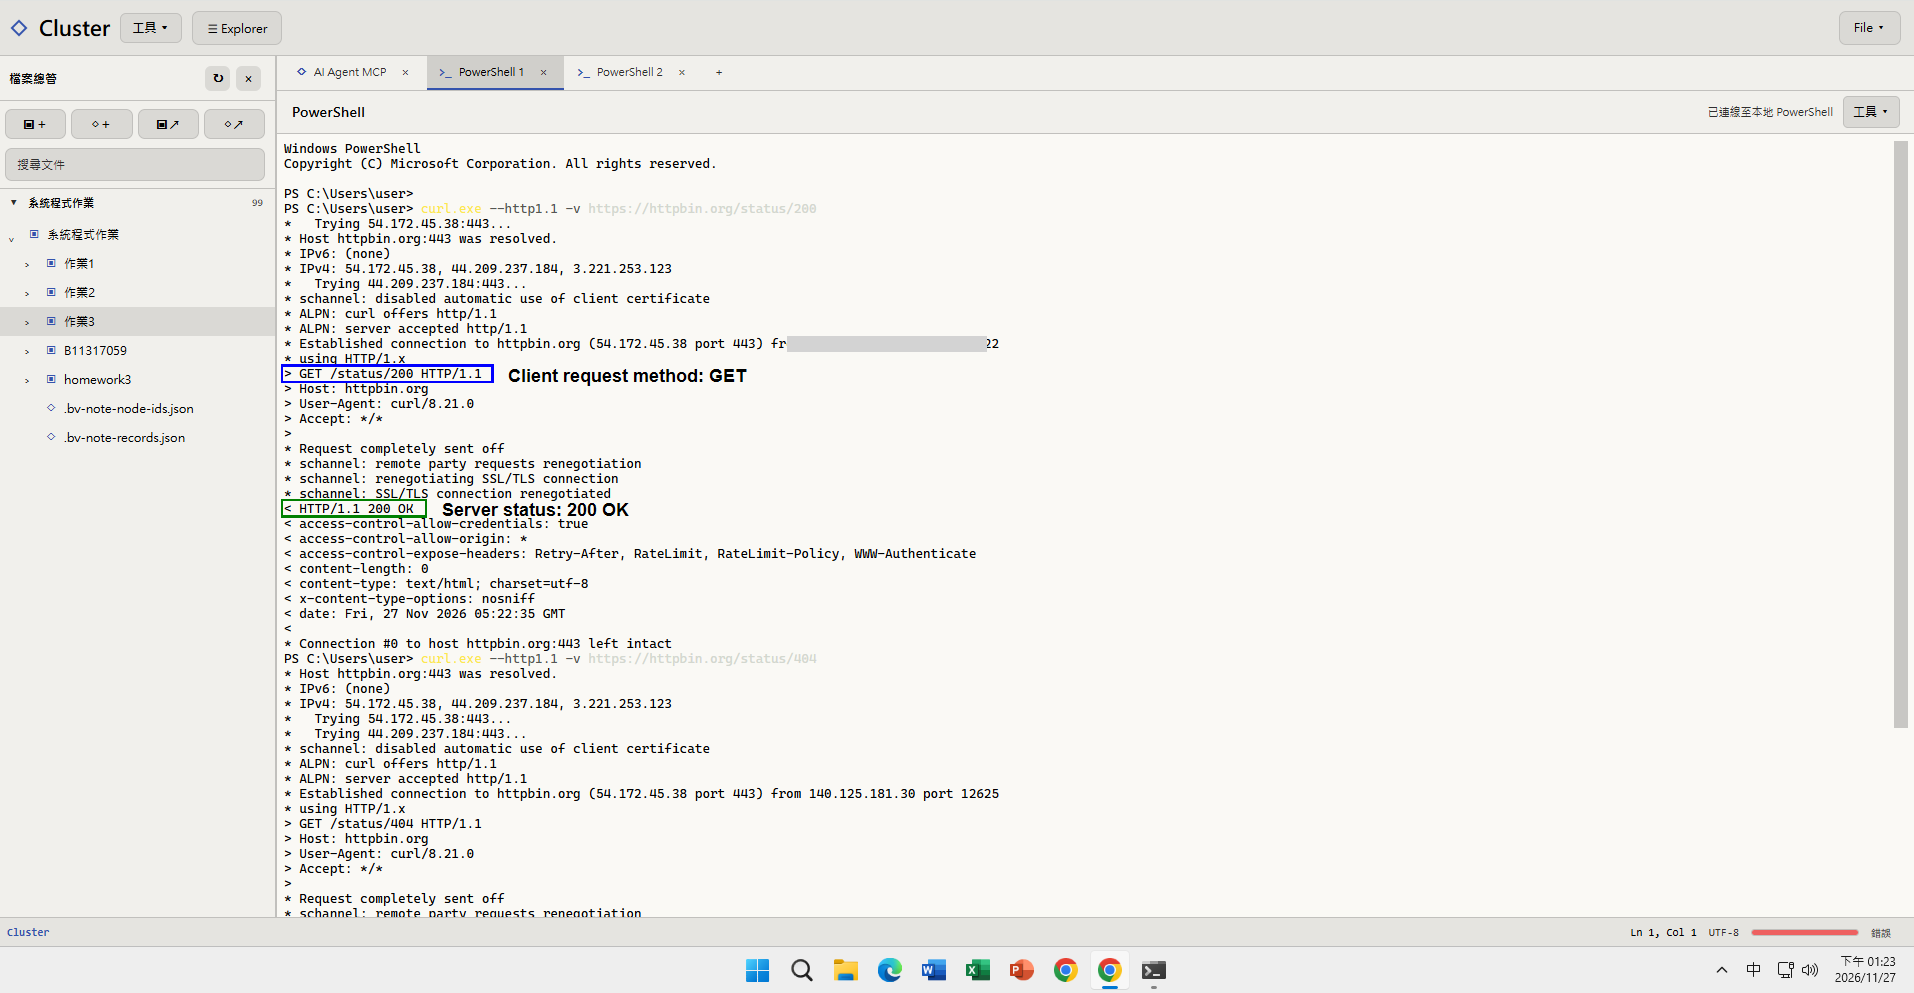 Cluster
工具
Explorer
File
檔案總管
搜尋文件
系統程式作業
99
系統程式作業
作業1
作業2
作業3
B11317059
homework3
.bv-note-node-ids.json
.bv-note-records.json
AI Agent MCP ×
PowerShell 1 ×
PowerShell 2 ×
+
PowerShell
已連線至本地 PowerShell
工具
Windows PowerShell
Copyright (C) Microsoft Corporation. All rights reserved.
PS C:\Users\user>
PS C:\Users\user> curl.exe --http1.1 -v https://httpbin.org/status/200
*   Trying 54.172.45.38:443...
* Host httpbin.org:443 was resolved.
* IPv6: (none)
* IPv4: 54.172.45.38, 44.209.237.184, 3.221.253.123
*   Trying 44.209.237.184:443...
* schannel: disabled automatic use of client certificate
* ALPN: curl offers http/1.1
* ALPN: server accepted http/1.1
* Established connection to httpbin.org (54.172.45.38 port 443) fr 22
* using HTTP/1.x
> GET /status/200 HTTP/1.1
Client request method: GET
> Host: httpbin.org
> User-Agent: curl/8.21.0
> Accept: */*
>
* Request completely sent off
* schannel: remote party requests renegotiation
* schannel: renegotiating SSL/TLS connection
* schannel: SSL/TLS connection renegotiated
< HTTP/1.1 200 OK
Server status: 200 OK
< access-control-allow-credentials: true
< access-control-allow-origin: *
< access-control-expose-headers: Retry-After, RateLimit, RateLimit-Policy, WWW-Authenticate
< content-length: 0
< content-type: text/html; charset=utf-8
< x-content-type-options: nosniff
< date: Fri, 27 Nov 2026 05:22:35 GMT
<
* Connection #0 to host httpbin.org:443 left intact
PS C:\Users\user> curl.exe --http1.1 -v https://httpbin.org/status/404
* Host httpbin.org:443 was resolved.
* IPv6: (none)
* IPv4: 54.172.45.38, 44.209.237.184, 3.221.253.123
*   Trying 54.172.45.38:443...
*   Trying 44.209.237.184:443...
* schannel: disabled automatic use of client certificate
* ALPN: curl offers http/1.1
* ALPN: server accepted http/1.1
* Established connection to httpbin.org (54.172.45.38 port 443) from 140.125.181.30 port 12625
* using HTTP/1.x
> GET /status/404 HTTP/1.1
> Host: httpbin.org
> User-Agent: curl/8.21.0
> Accept: */*
>
* Request completely sent off
* schannel: remote party requests renegotiation
Cluster
Ln 1, Col 1
UTF-8
錯誤
中
下午 01:23
2026/11/27